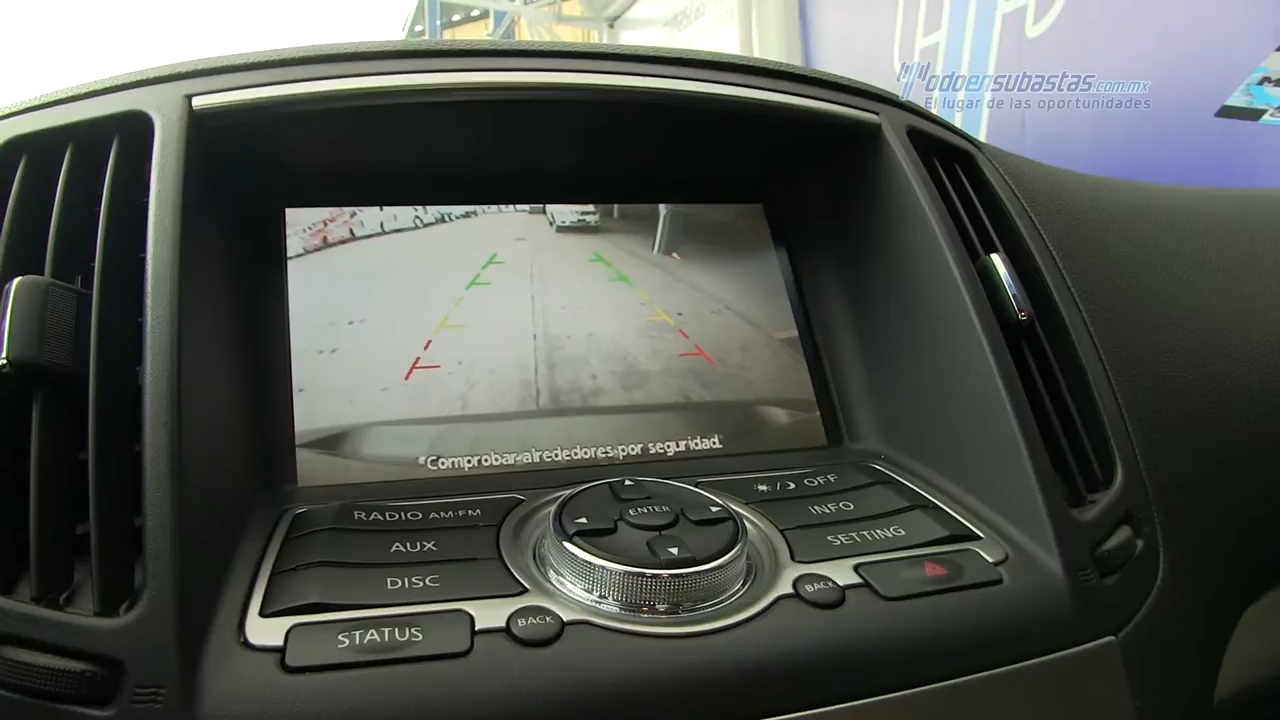 odoensubastas.com.mx
El lugar de las oportunidades
*Comprobar alrededores por seguridad.
RADIO AM·FM
AUX
DISC
STATUS
BACK
ENTER
OFF
INFO
SETTING
BACK